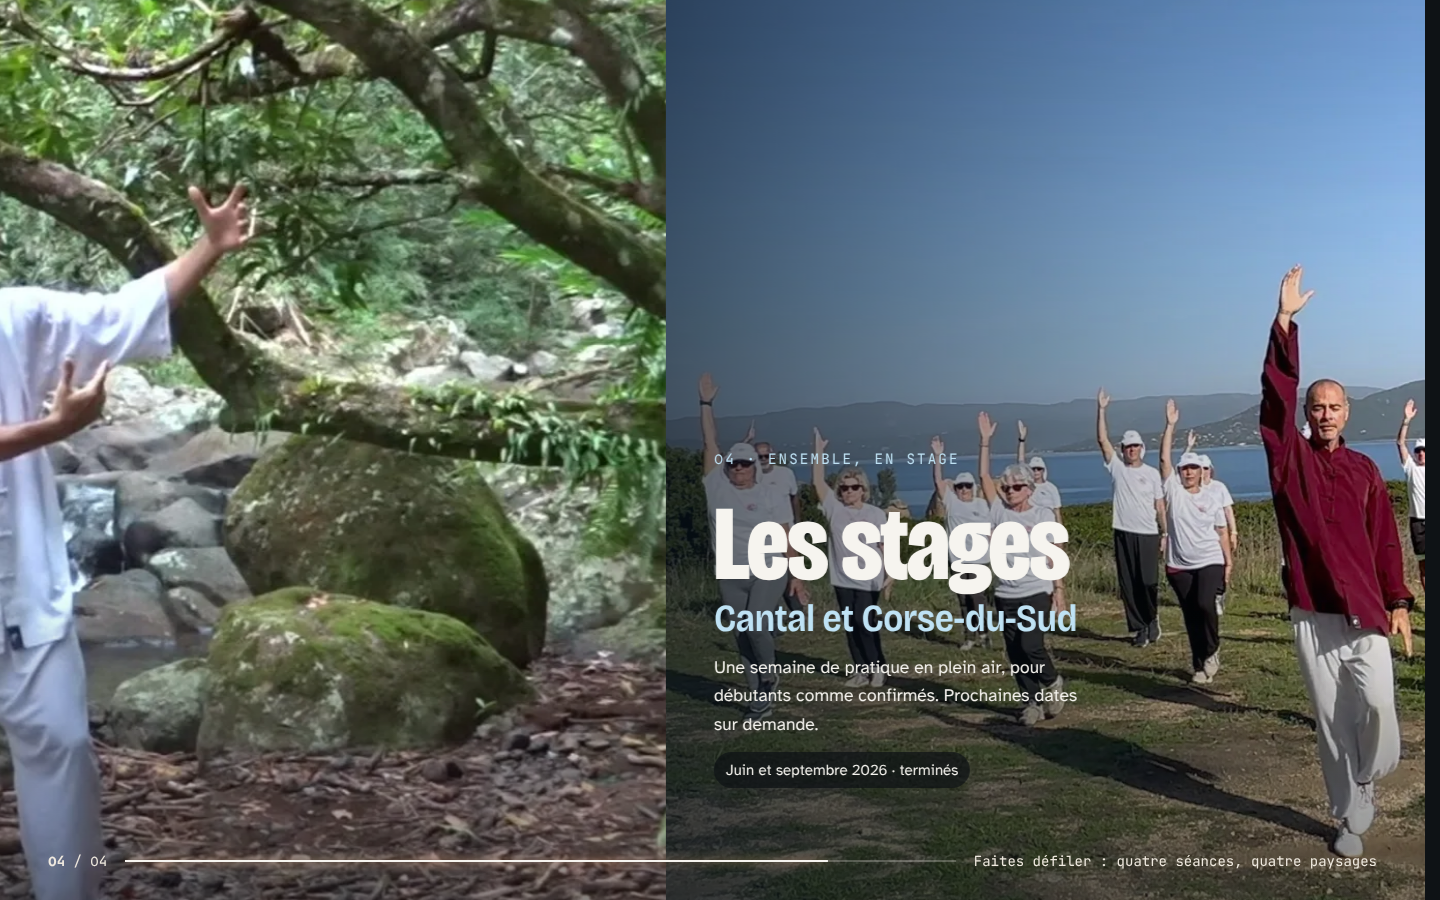 04 · ENSEMBLE, EN STAGE
Les stages
Cantal et Corse-du-Sud
Une semaine de pratique en plein air, pour
débutants comme confirmés. Prochaines dates
sur demande.
Juin et septembre 2026 · terminés
04 / 04
Faites défiler : quatre séances, quatre paysages